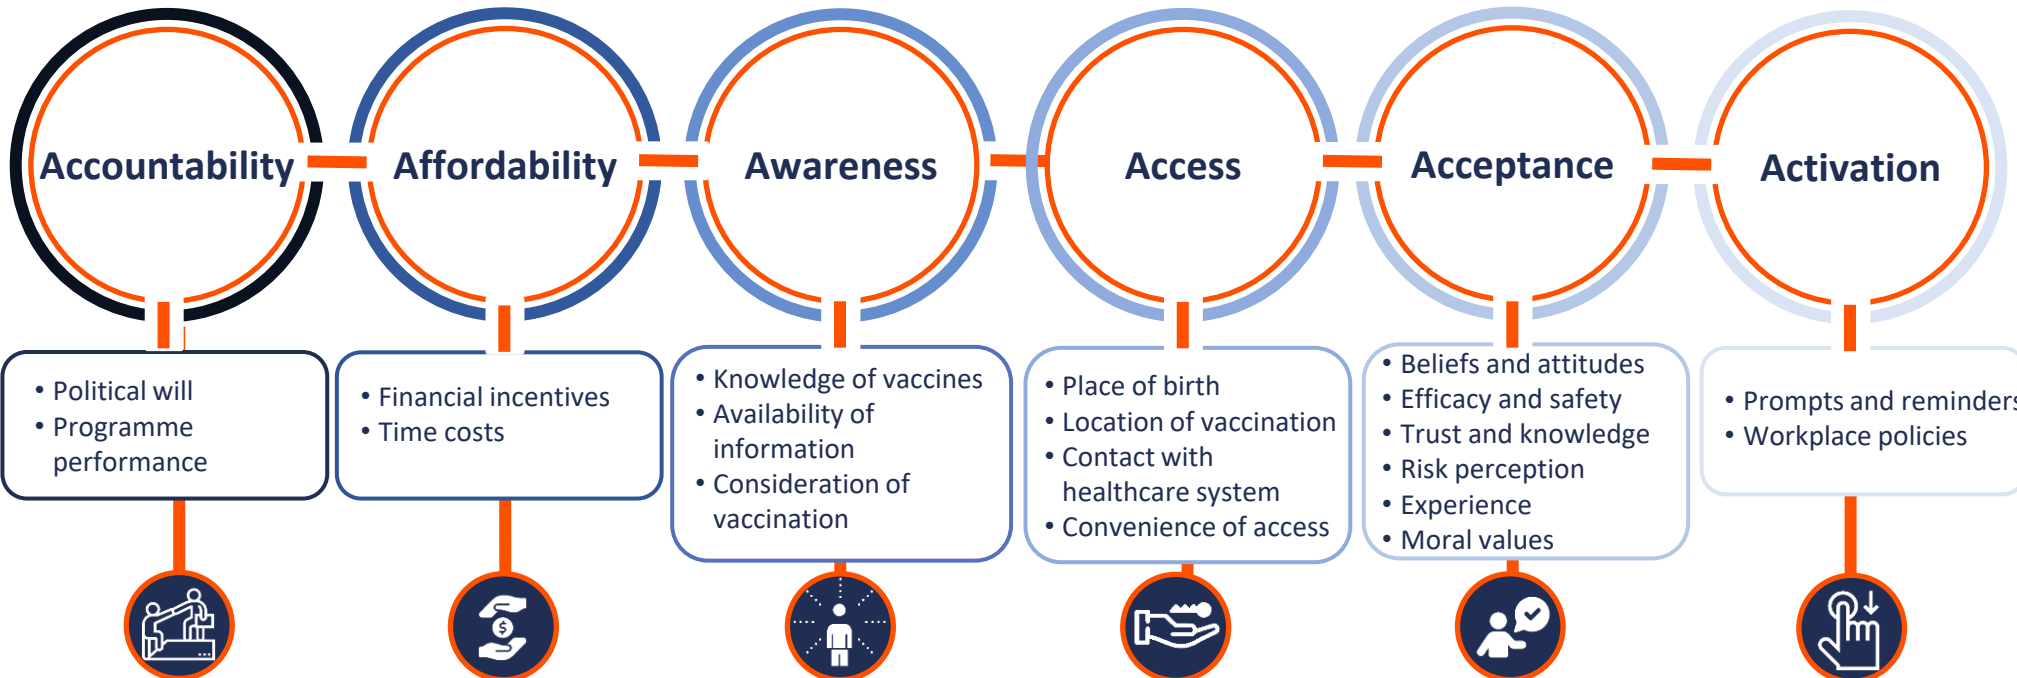 Accountability
Affordability
Awareness
Access
Acceptance
Activation
• Political will
• Programme
performance
• Financial incentives
• Time costs
• Knowledge of vaccines
• Availability of
information
• Consideration of
vaccination
• Place of birth
• Location of vaccination
• Contact with
healthcare system
• Convenience of access
• Beliefs and attitudes
• Efficacy and safety
• Trust and knowledge
• Risk perception
• Experience
• Moral values
• Prompts and reminders
• Workplace policies
$